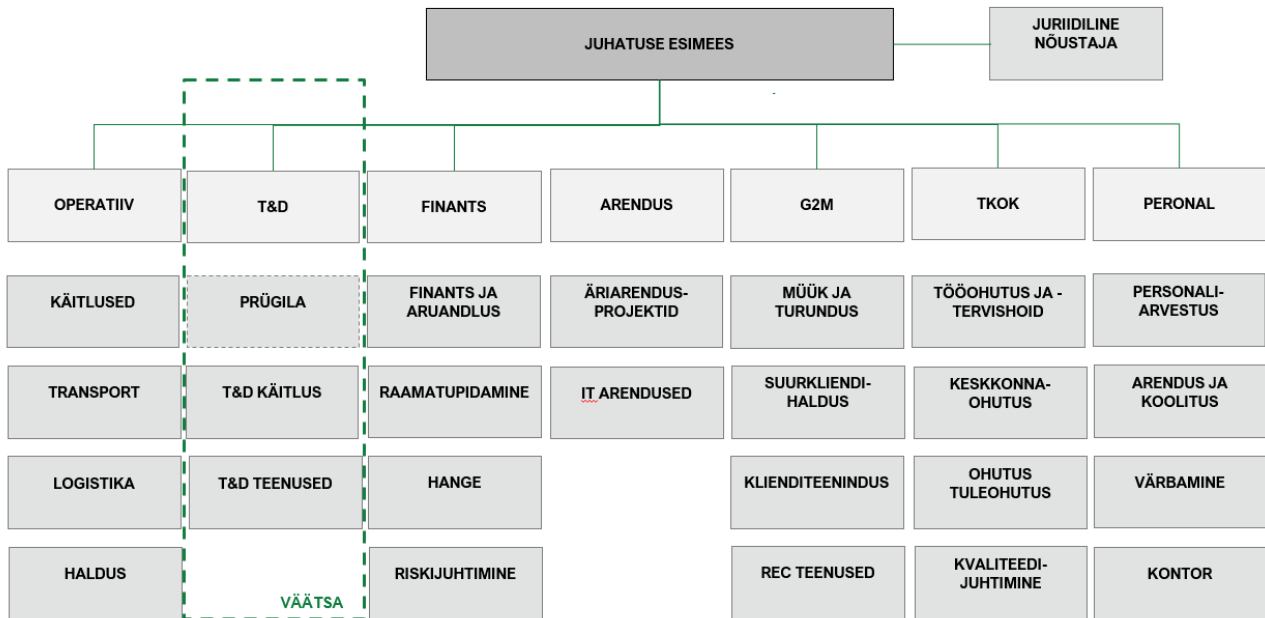 JUHATUSE ESIMEES
JURIIDILINE
NÕUSTAJA
OPERATIIV
T&D
FINANTS
ARENDUS
G2M
TKOK
PERONAL
KÄITLUSED
PRÜGILA
FINANTS JA
ARUANDLUS
ÄRIARENDUS-
PROJEKTID
MÜÜK JA
TURUNDUS
TÖÖOHUTUS JA -
TERVISHOID
PERSONALI-
ARVESTUS
TRANSPORT
T&D KÄITLUS
RAAMATUPIDAMINE
IT ARENDUSED
SUURKLIENDI-
HALDUS
KESKKONNA-
OHUTUS
ARENDUS JA
KOOLITUS
LOGISTIKA
T&D TEENUSED
HANGE
KLIENDITEENINDUS
OHUTUS
TULEOHUTUS
VÄRBAMINE
HALDUS
VÄÄTSA
RISKIJUHTIMINE
REC TEENUSED
KVALITEEDI-
JUHTIMINE
KONTOR